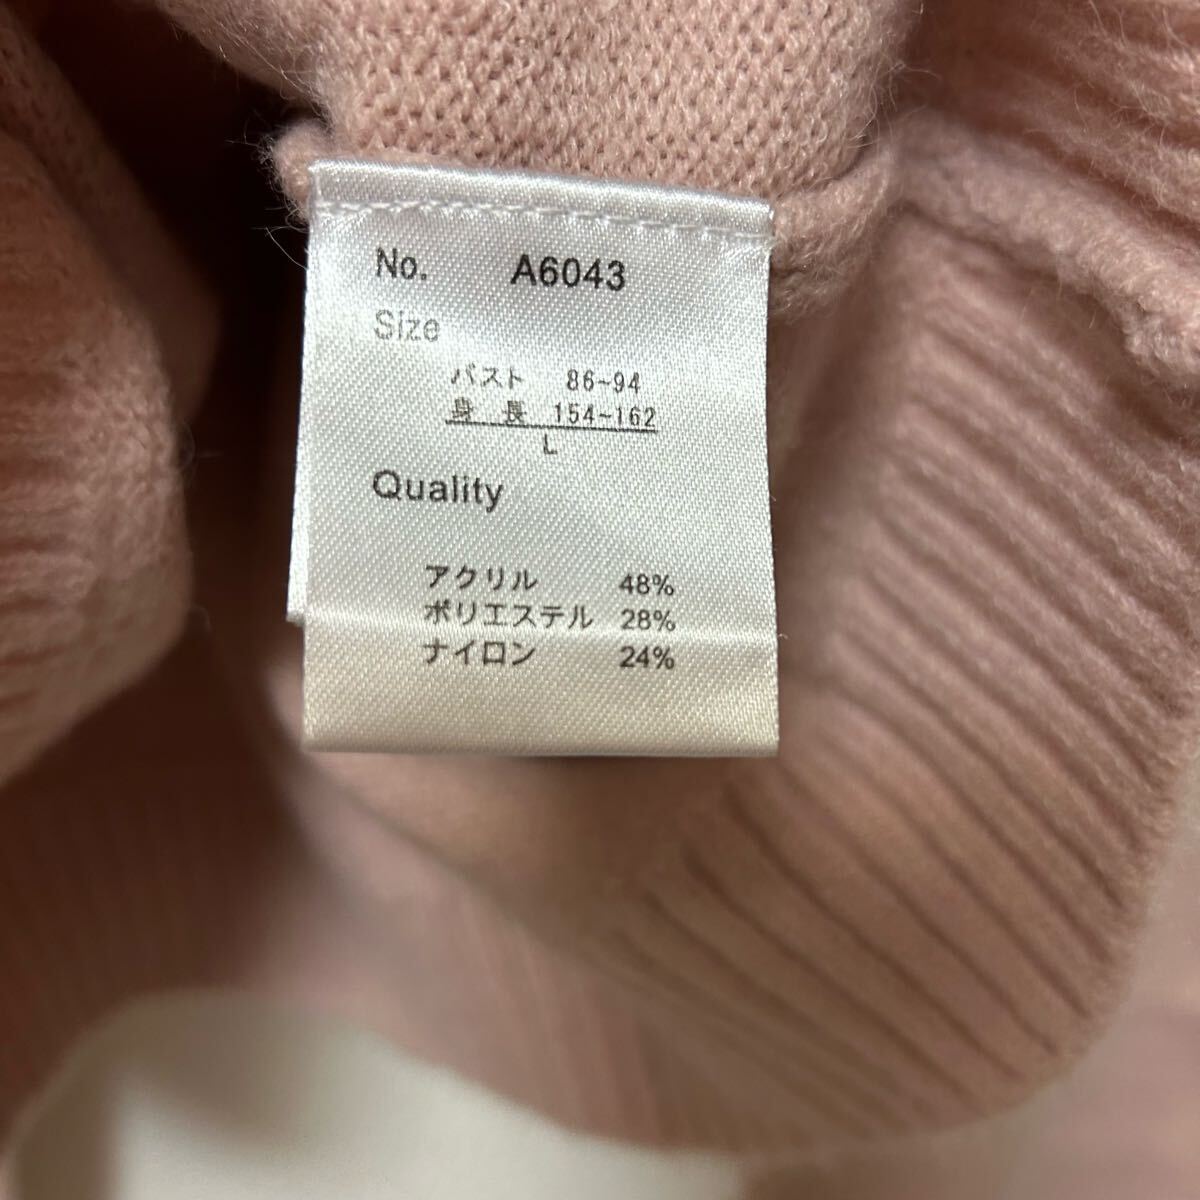 No. A6043
Size
バスト 86~94
身 長 154~162
L
Quality
アクリル 48%
ポリエステル 28%
ナイロン 24%